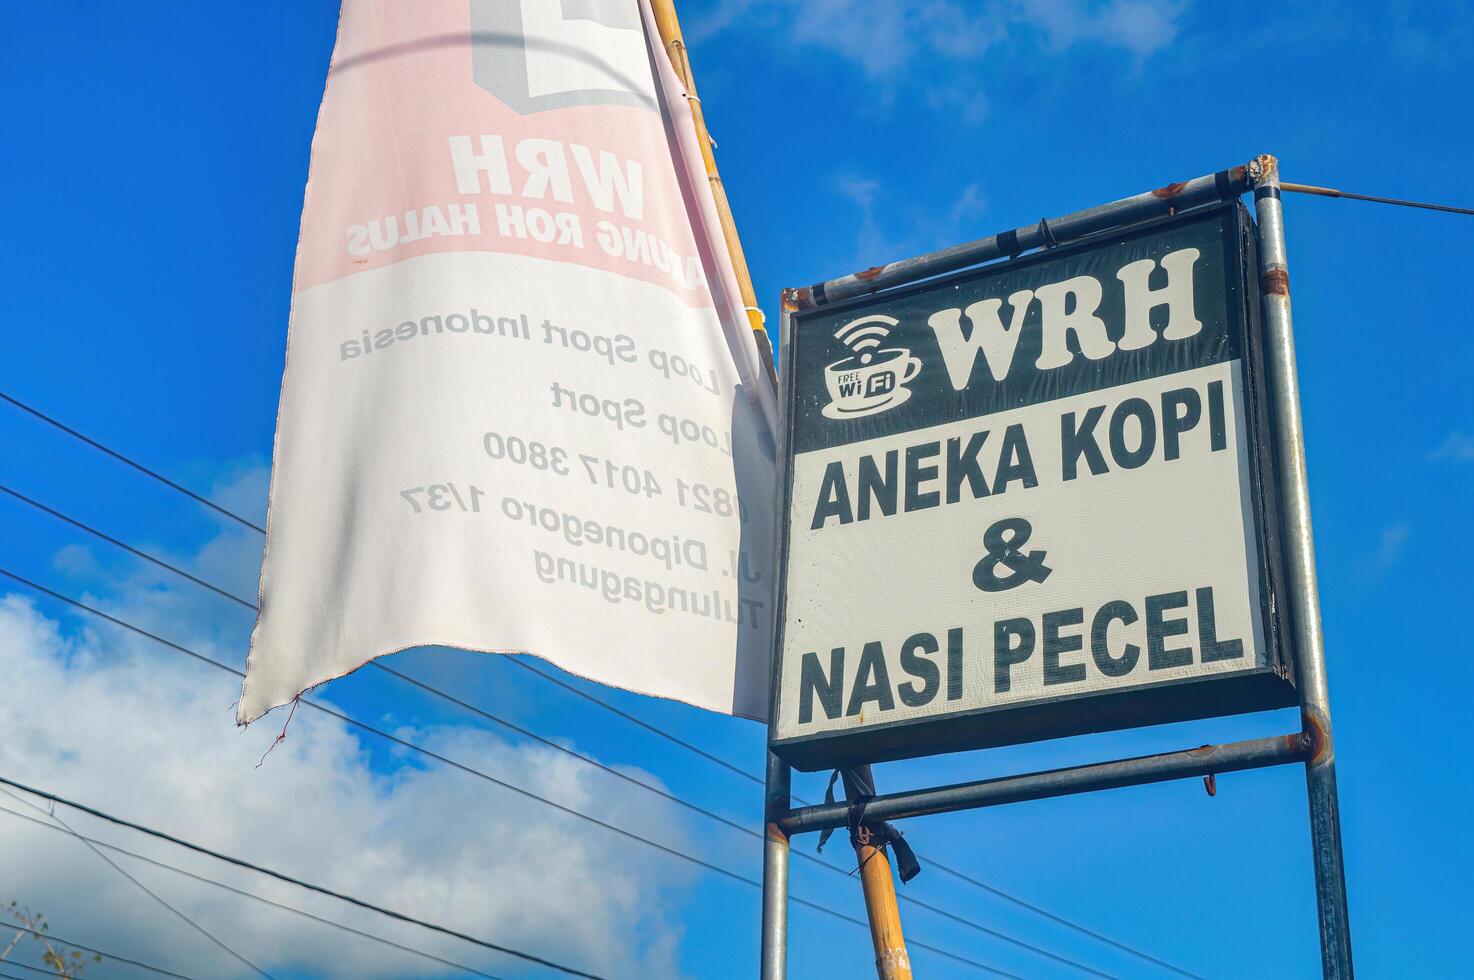 WRH
ARUNG ROH HALUS
Loop Sport Indonesia
Loop Sport
0821 4017 3800
Jl. Diponegoro 1/37
Tulungagung
FREE
WiFi
WRH
ANEKA KOPI
&
NASI PECEL